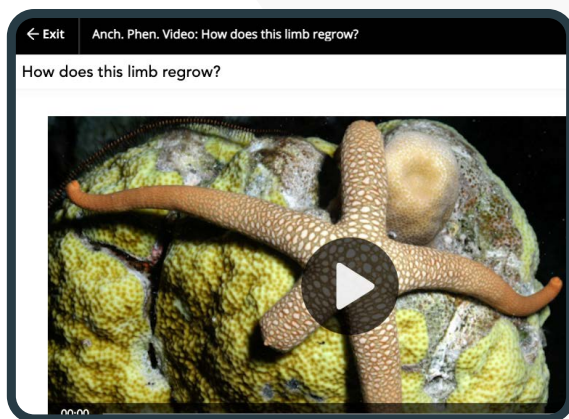 ← Exit Anch. Phen. Video: How does this limb regrow?
How does this limb regrow?
00:00